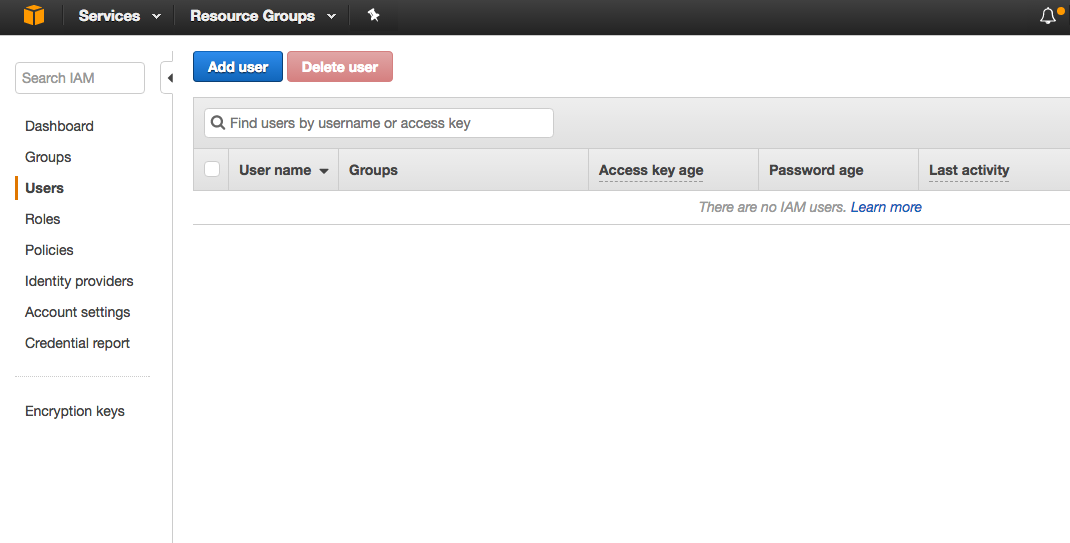 Services Resource Groups
Search IAM
Dashboard
Groups
Users
Roles
Policies
Identity providers
Account settings
Credential report
Encryption keys
Add user Delete user
Find users by username or access key
User name Groups Access key age Password age Last activity
There are no IAM users. Learn more